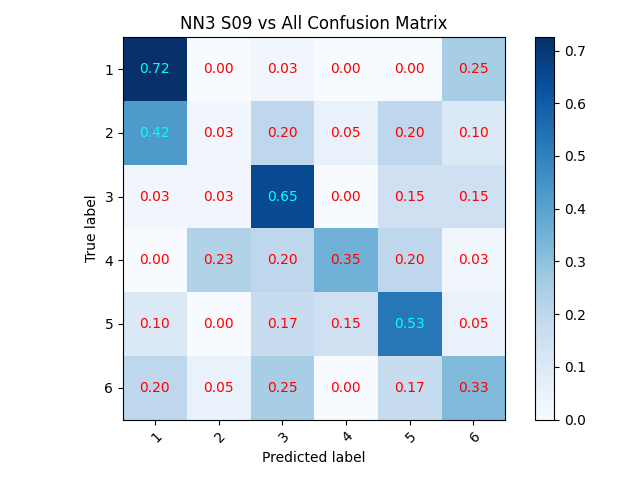 NN3 S09 vs All Confusion Matrix
True label
1 0.72 0.00 0.03 0.00 0.00 0.25
2 0.42 0.03 0.20 0.05 0.20 0.10
3 0.03 0.03 0.65 0.00 0.15 0.15
4 0.00 0.23 0.20 0.35 0.20 0.03
5 0.10 0.00 0.17 0.15 0.53 0.05
6 0.20 0.05 0.25 0.00 0.17 0.33
1 2 3 4 5 6
Predicted label
0.7
0.6
0.5
0.4
0.3
0.2
0.1
0.0